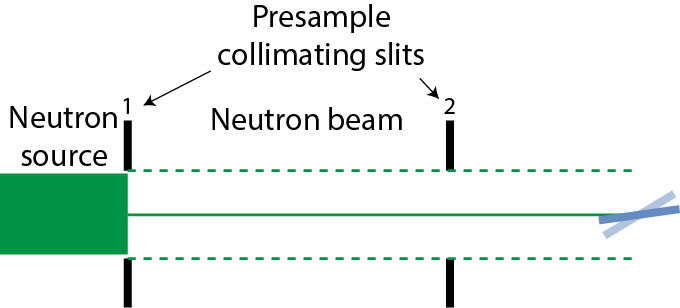 Presample
collimating slits
1
2
Neutron
source
Neutron beam